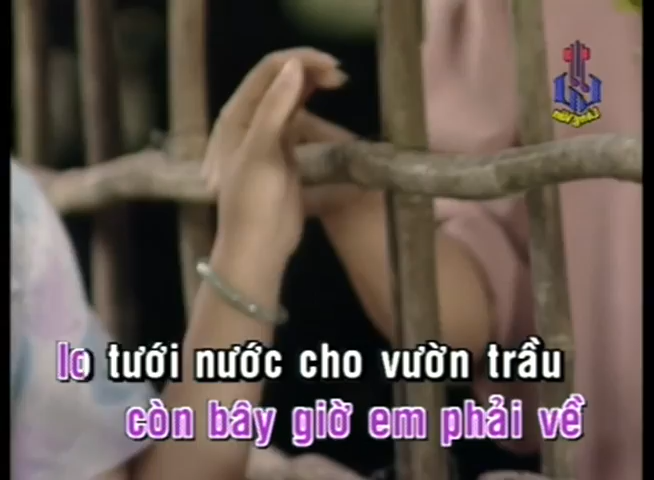 lo tưới nước cho vườn trầu
còn bây giờ em phải về